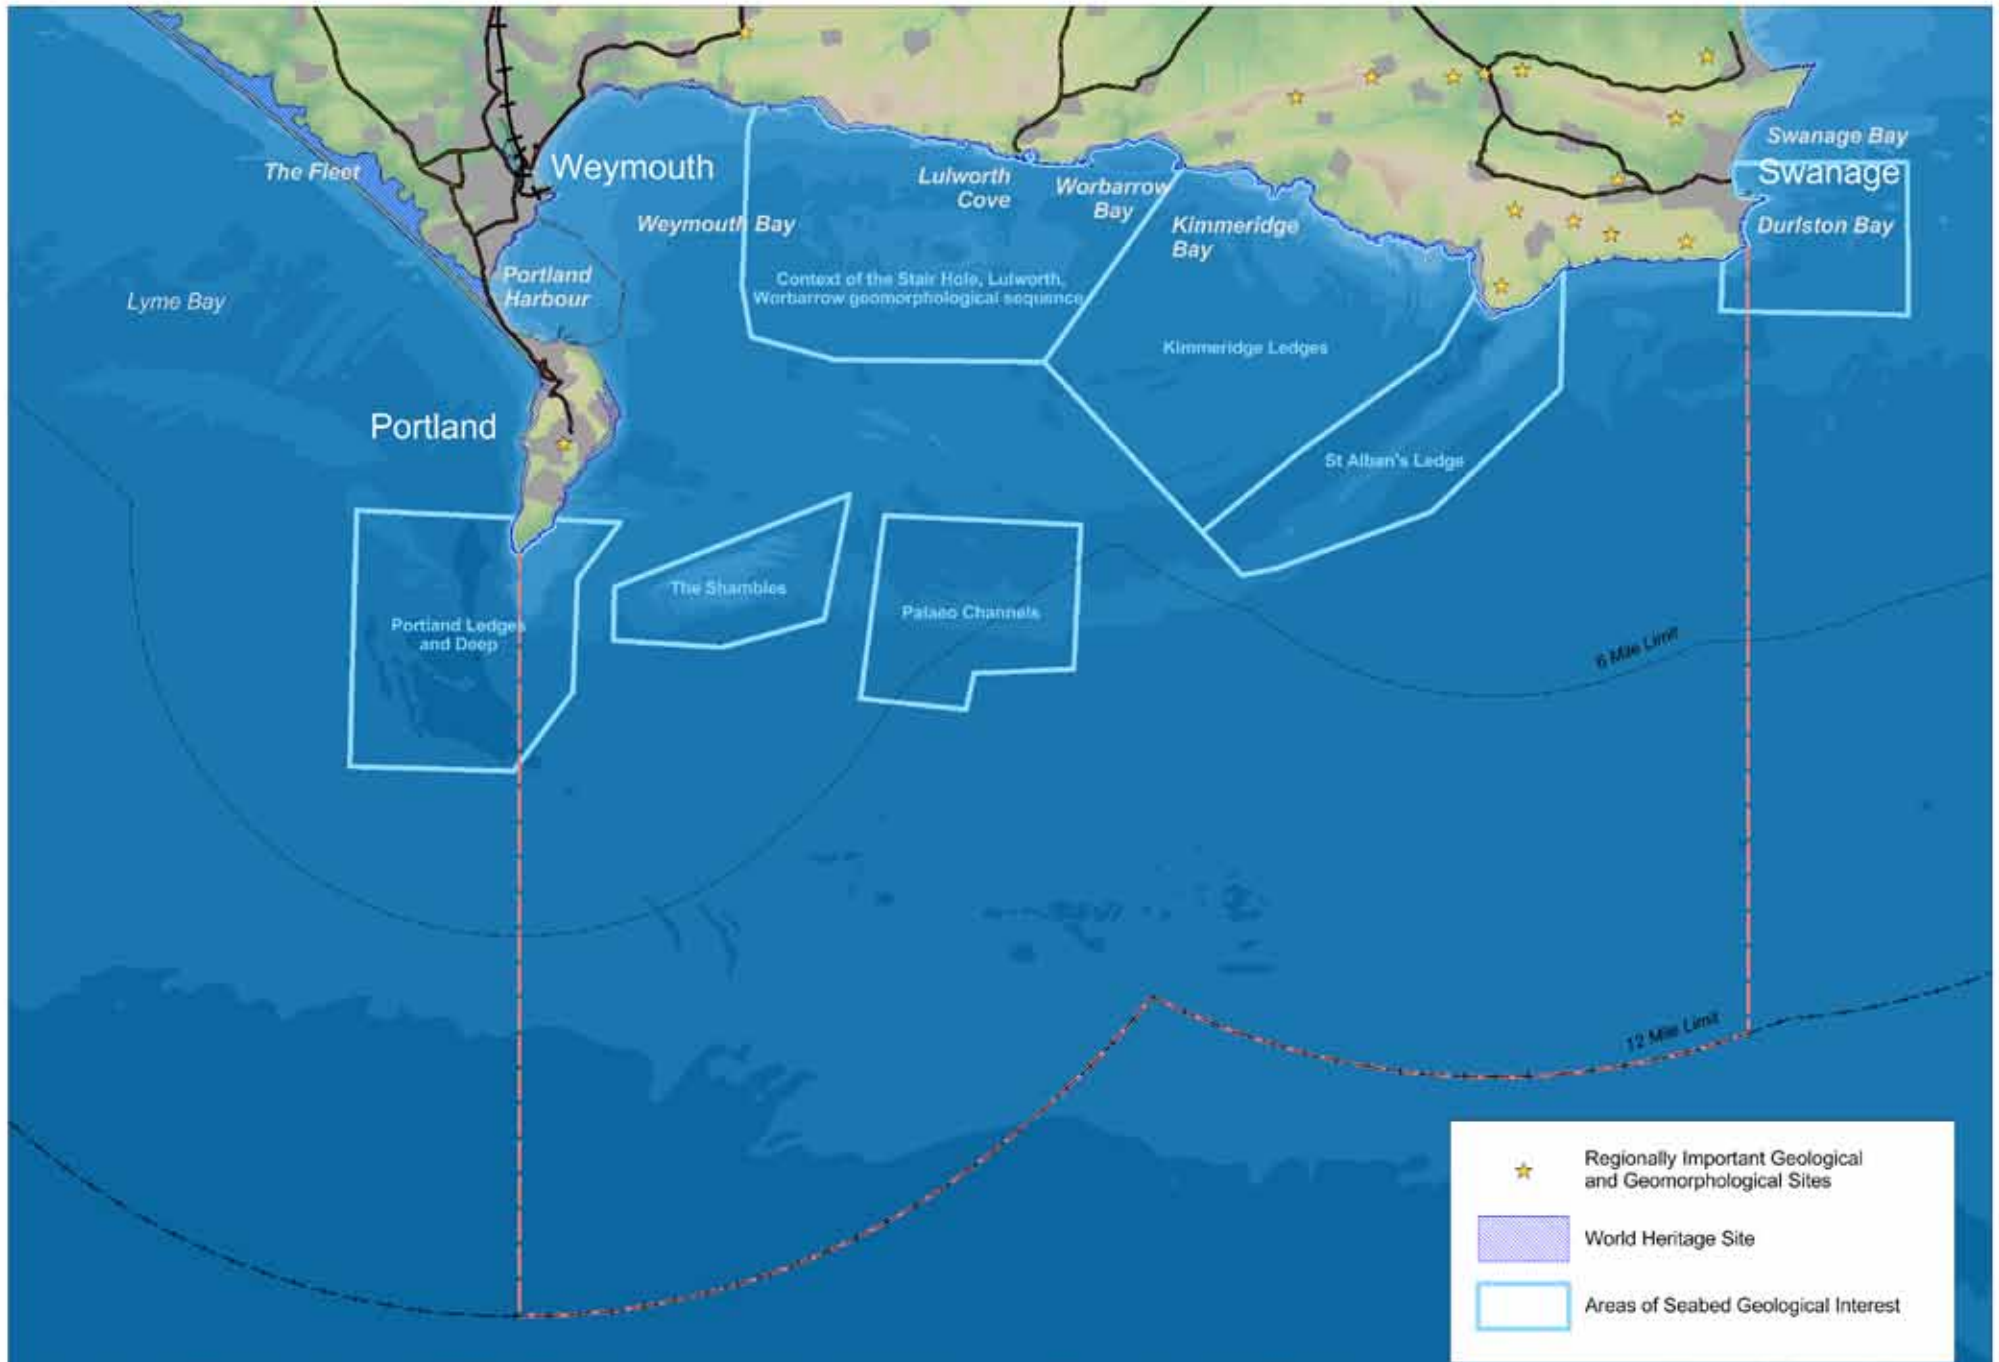 Swanage Bay
The Fleet
Weymouth
Swanage
Lulworth
Cove
Worbarrow
Bay
Weymouth Bay
Kimmeridge
Bay
Durlston Bay
Portland
Harbour
Context of the Stair Hole, Lulworth,
Worbarrow geomorphological sequence
Lyme Bay
Kimmeridge Ledges
Portland
St Alban's Ledge
The Shambles
Palaeo Channels
Portland Ledges
and Deep
6 Mile Limit
12 Mile Limit
Regionally Important Geological
and Geomorphological Sites
World Heritage Site
Areas of Seabed Geological Interest